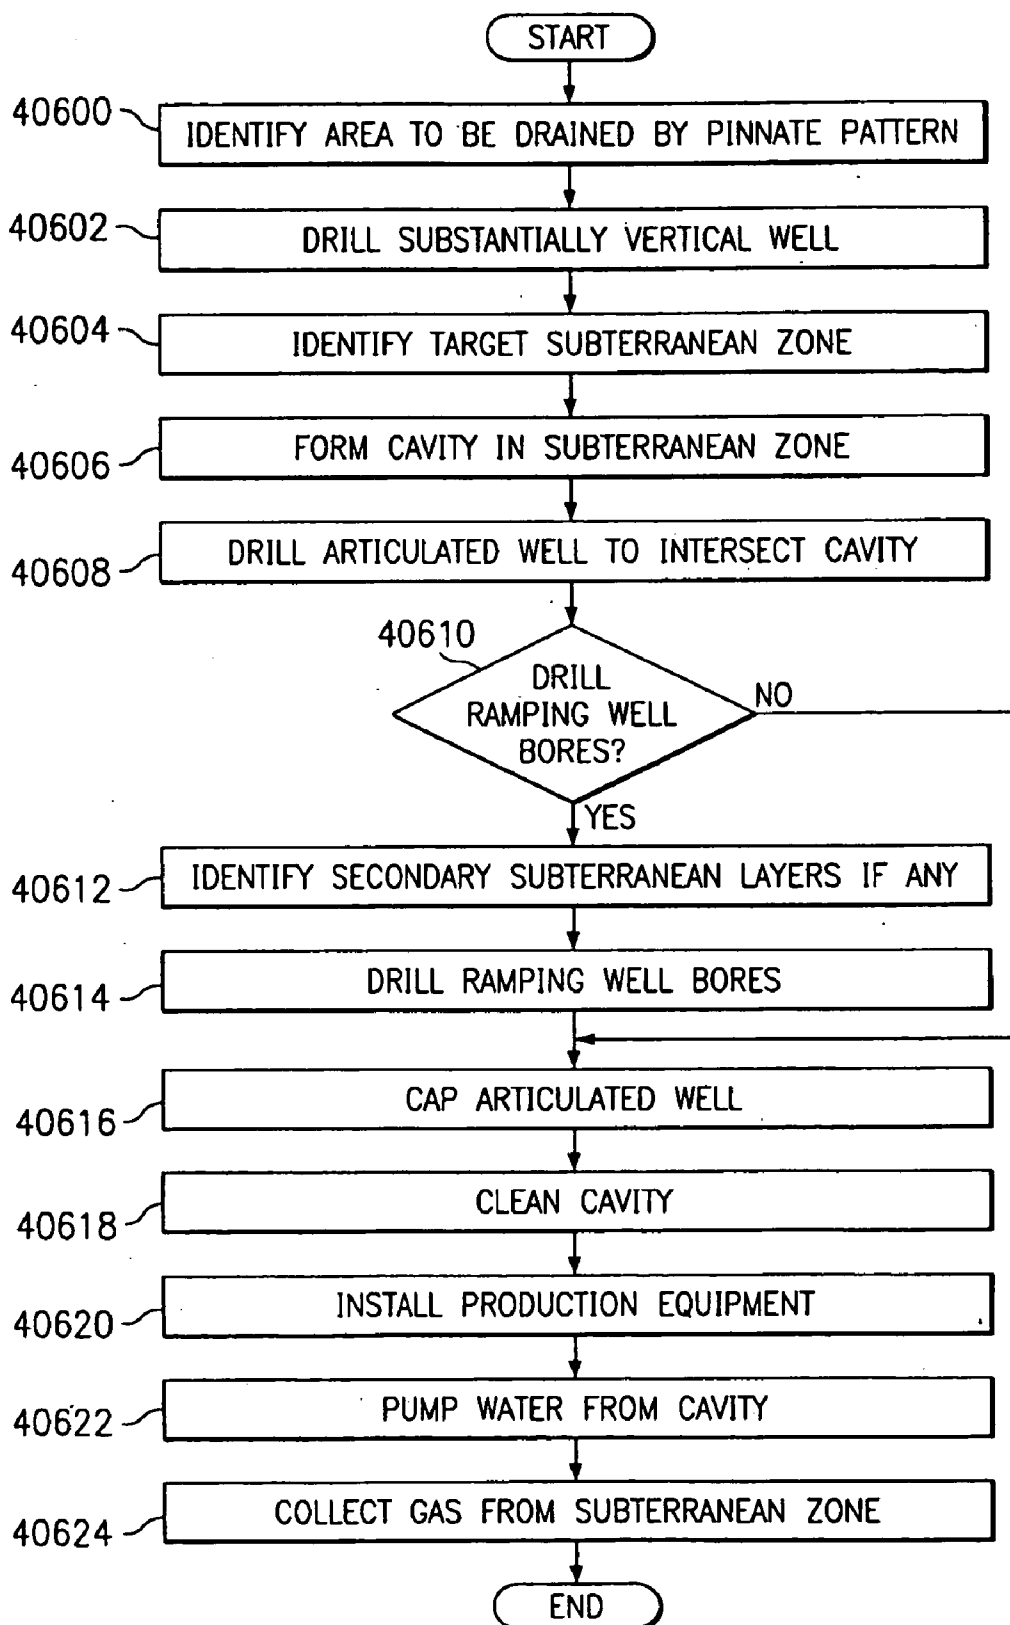 START
40600
IDENTIFY AREA TO BE DRAINED BY PINNATE PATTERN
40602
DRILL SUBSTANTIALLY VERTICAL WELL
40604
IDENTIFY TARGET SUBTERRANEAN ZONE
40606
FORM CAVITY IN SUBTERRANEAN ZONE
40608
DRILL ARTICULATED WELL TO INTERSECT CAVITY
40610
DRILL
RAMPING WELL
BORES?
NO
YES
40612
IDENTIFY SECONDARY SUBTERRANEAN LAYERS IF ANY
40614
DRILL RAMPING WELL BORES
40616
CAP ARTICULATED WELL
40618
CLEAN CAVITY
40620
INSTALL PRODUCTION EQUIPMENT
40622
PUMP WATER FROM CAVITY
40624
COLLECT GAS FROM SUBTERRANEAN ZONE
END